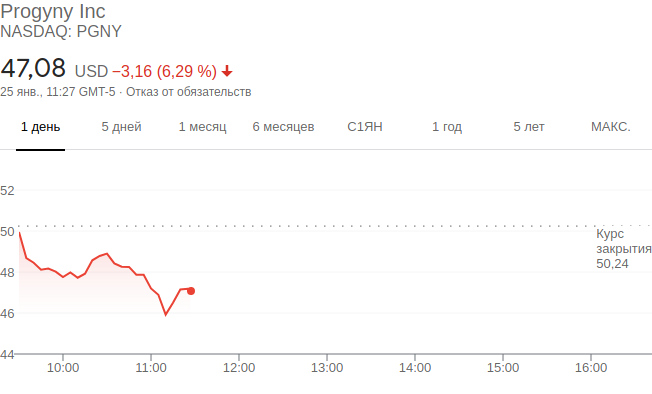 Progyny Inc
NASDAQ: PGNY
47,08 USD −3,16 (6,29 %)
25 янв., 11:27 GMT-5 · Отказ от обязательств
1 день 5 дней 1 месяц 6 месяцев С1ЯН 1 год 5 лет МАКС.
52
50
48
46
44
Курс
закрытия
50,24
10:00 11:00 12:00 13:00 14:00 15:00 16:00